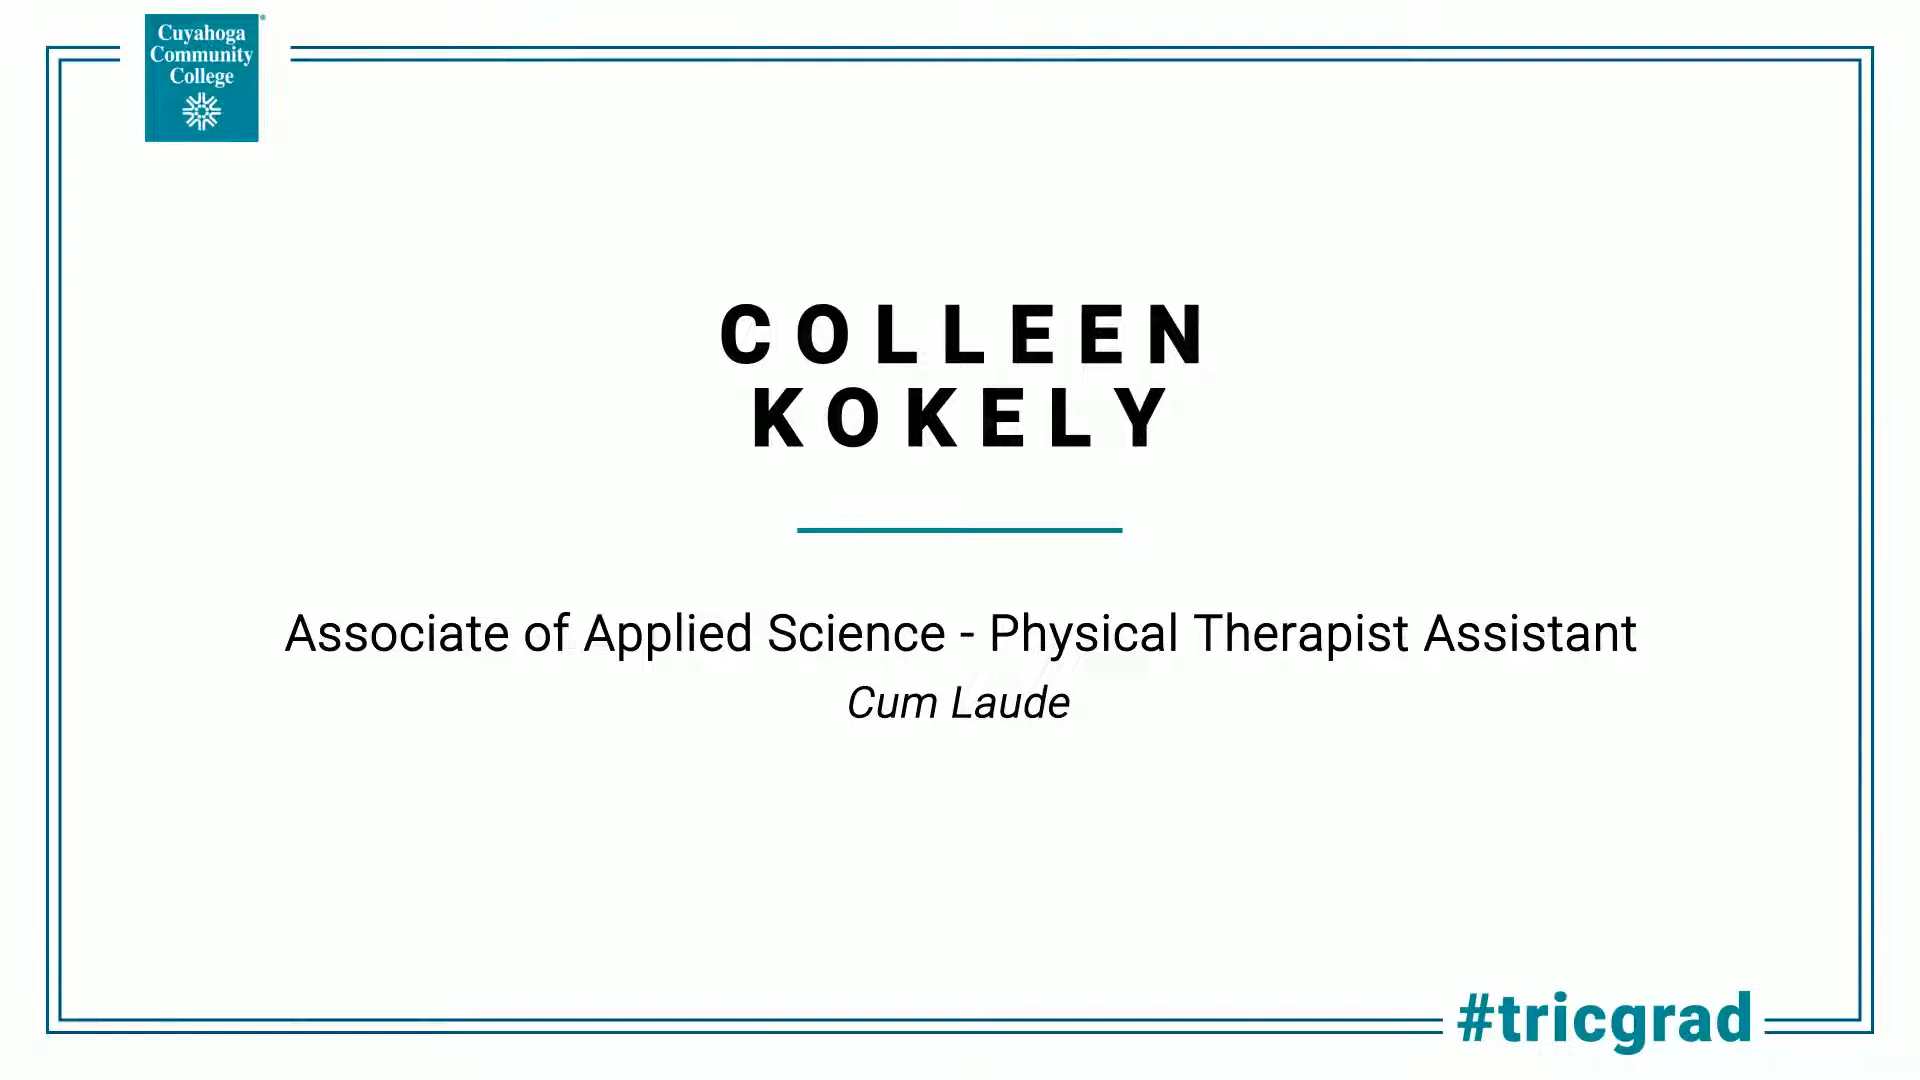 Cuyahoga
Community
College
COLLEEN
KOKELY
Associate of Applied Science - Physical Therapist Assistant
Cum Laude
#tricgrad